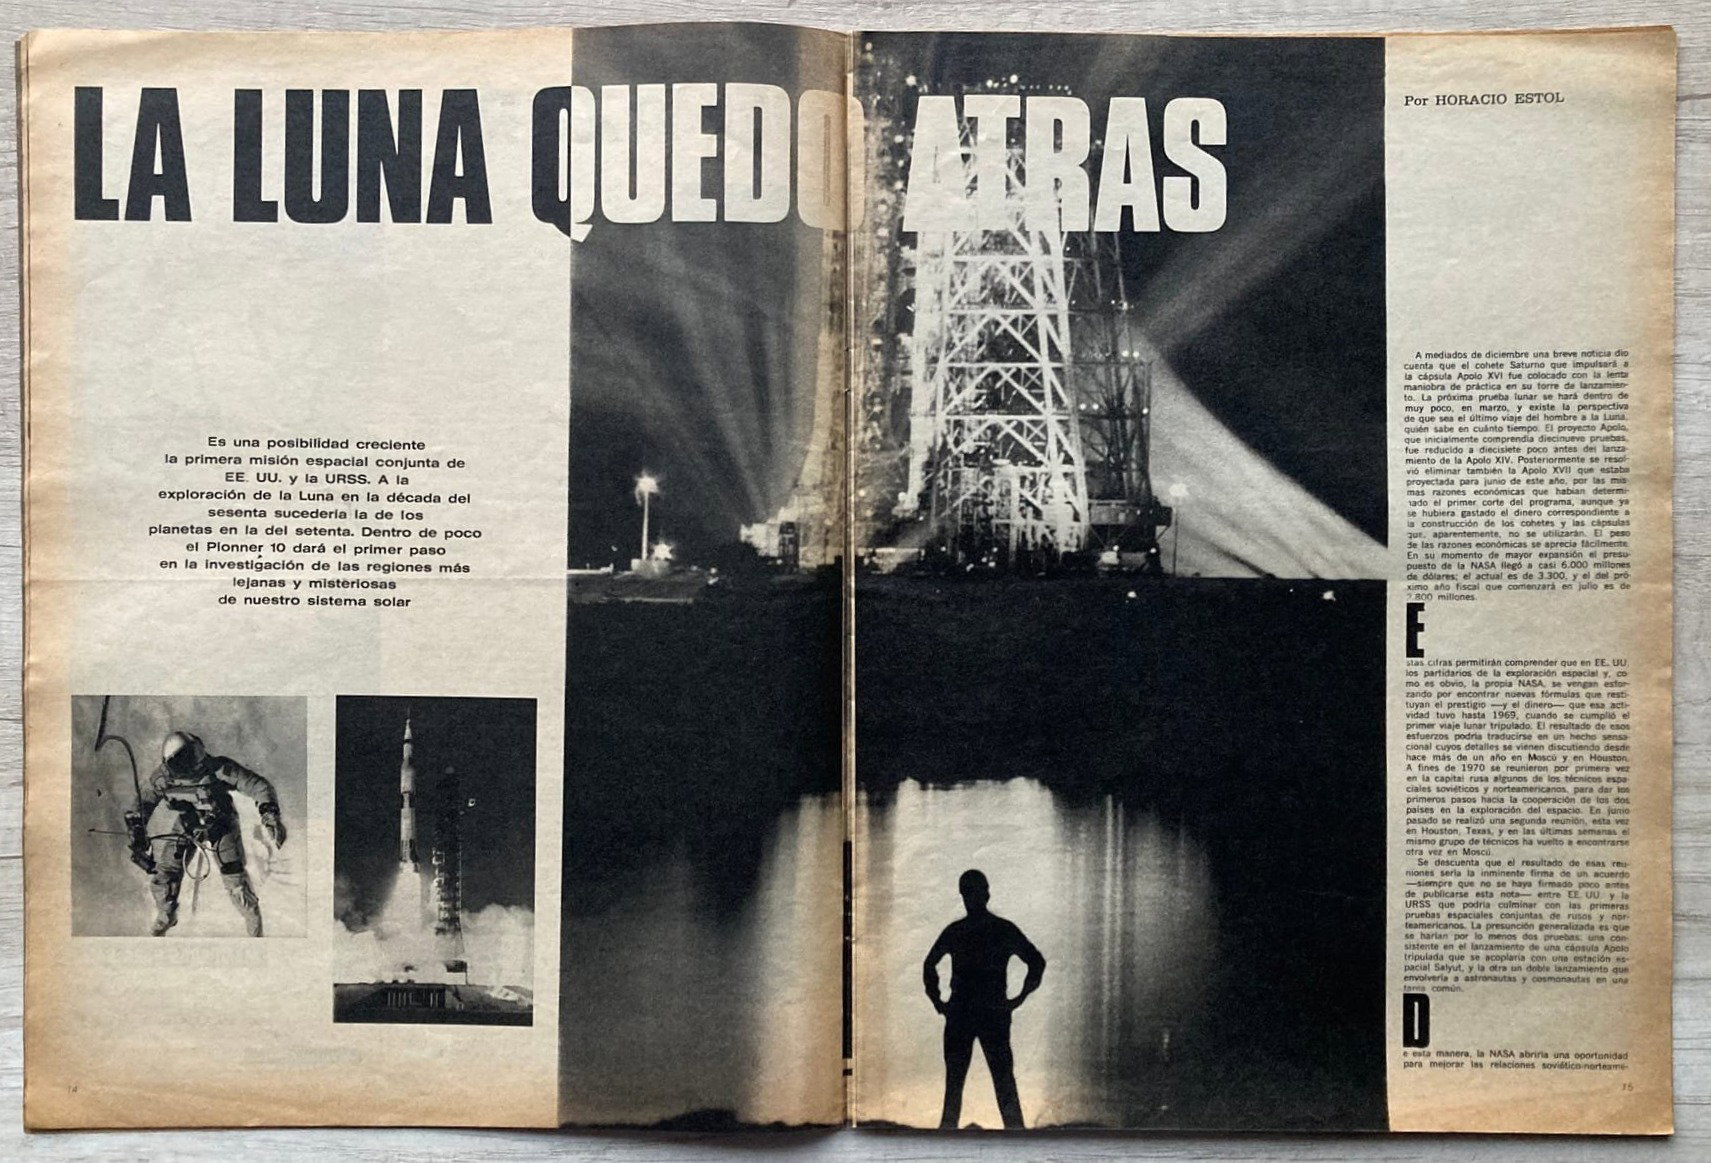 LA LUNA QUEDO ATRAS
Es una posibilidad creciente
la primera misión espacial conjunta de
EE. UU. y la URSS. A la
exploración de la Luna en la década del
sesenta sucedería la de los
planetas en la del setenta. Dentro de poco
el Pionner 10 dará el primer paso
en la investigación de las regiones más
lejanas y misteriosas
de nuestro sistema solar
14
Por HORACIO ESTOL
A mediados de diciembre una breve noticia dio
cuenta que el cohete Saturno que impulsará a
la cápsula Apolo XVI fue colocado con la lenta
maniobra de práctica en su torre de lanzamien-
to. La próxima prueba lunar se hará dentro de
muy poco, en marzo, y existe la perspectiva
de que sea el último viaje del hombre a la Luna,
quién sabe en cuánto tiempo. El proyecto Apolo,
que inicialmente comprendía diecinueve pruebas,
fue reducido a diecisiete poco antes del lanza-
miento de la Apolo XIV. Posteriormente se resol-
vió eliminar también la Apolo XVII que estaba
proyectada para junio de este año, por las mis-
mas razones económicas que habían determi-
nado el primer corte del programa, aunque ya
se hubiera gastado el dinero correspondiente a
la construcción de los cohetes y las cápsulas
que, aparentemente, no se utilizarán. El peso
de las razones económicas se aprecia fácilmente.
En su momento de mayor expansión el presu-
puesto de la NASA llegó a casi 6.000 millones
de dólares; el actual es de 3.300, y el del pró-
ximo año fiscal que comenzará en julio es de
2.800 millones.
E
stas cifras permitirán comprender que en EE. UU.
los partidarios de la exploración espacial y, co-
mo es obvio, la propia NASA, se vengan esfor-
zando por encontrar nuevas fórmulas que resti-
tuyan el prestigio —y el dinero— que esa acti-
vidad tuvo hasta 1969, cuando se cumplió el
primer viaje lunar tripulado. El resultado de esos
esfuerzos podría traducirse en un hecho sensa-
cional cuyos detalles se vienen discutiendo desde
hace más de un año en Moscú y en Houston.
A fines de 1970 se reunieron por primera vez
en la capital rusa algunos de los técnicos espa-
ciales soviéticos y norteamericanos, para dar los
primeros pasos hacia la cooperación de los dos
países en la exploración del espacio. En junio
pasado se realizó una segunda reunión, esta vez
en Houston, Texas, y en las últimas semanas el
mismo grupo de técnicos ha vuelto a encontrarse
otra vez en Moscú.
Se descuenta que el resultado de esas reu-
niones sería la inminente firma de un acuerdo
—siempre que no se haya firmado poco antes
de publicarse esta nota— entre EE. UU. y la
URSS que podría culminar con las primeras
pruebas espaciales conjuntas de rusos y nor-
teamericanos. La presunción generalizada es que
se harían por lo menos dos pruebas: una con-
sistente en el lanzamiento de una cápsula Apolo
tripulada que se acoplaría con una estación es-
pacial Salyut, y la otra un doble lanzamiento que
envolvería a astronautas y cosmonautas en una
tarea común.
D
e esta manera, la NASA abriría una oportunidad
para mejorar las relaciones soviético-norteame-
15